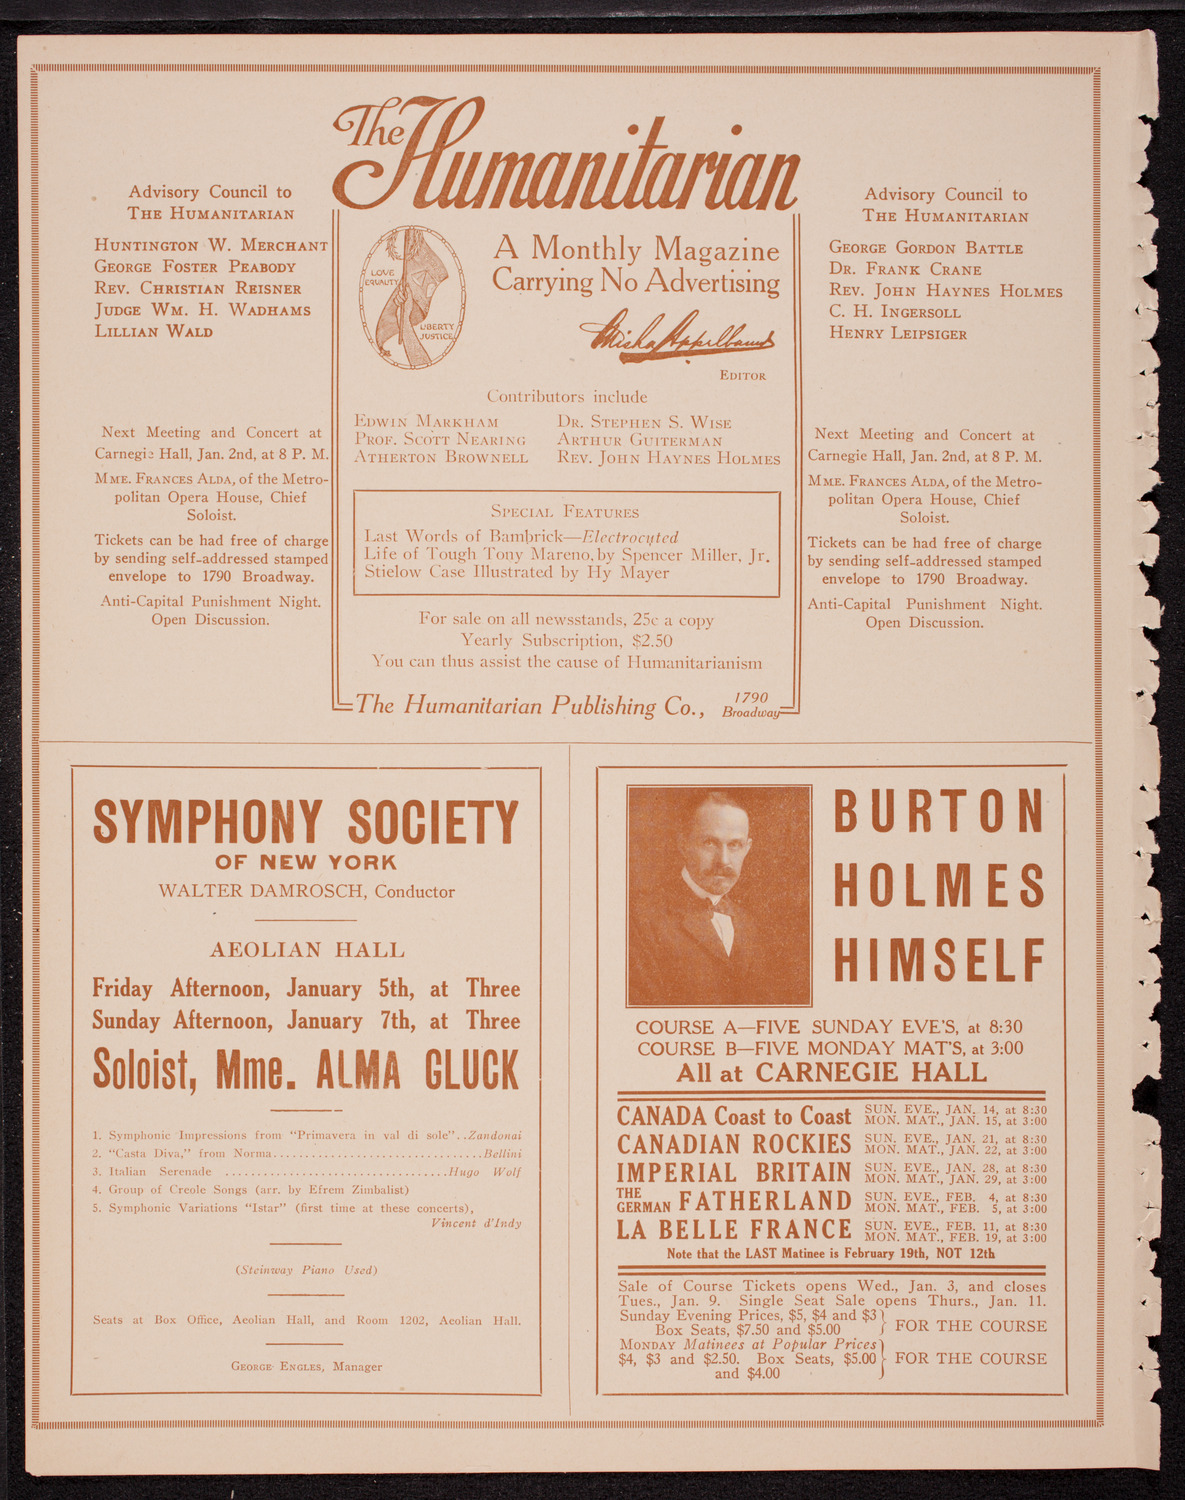 The Humanitarian
Advisory Council to
THE HUMANITARIAN
HUNTINGTON W. MERCHANT
GEORGE FOSTER PEABODY
REV. CHRISTIAN REISNER
JUDGE WM. H. WADHAMS
LILLIAN WALD
Next Meeting and Concert at
Carnegie Hall, Jan. 2nd, at 8 P. M.
MME. FRANCES ALDA, of the Metro-
politan Opera House, Chief
Soloist.
Tickets can be had free of charge
by sending self-addressed stamped
envelope to 1790 Broadway.
Anti-Capital Punishment Night.
Open Discussion.
LOVE
EQUALITY
LIBERTY
JUSTICE
A Monthly Magazine
Carrying No Advertising
Misha Appelbaum
EDITOR
Contributors include
EDWIN MARKHAM
PROF. SCOTT NEARING
ATHERTON BROWNELL
DR. STEPHEN S. WISE
ARTHUR GUITERMAN
REV. JOHN HAYNES HOLMES
SPECIAL FEATURES
Last Words of Bambrick—Electrocuted
Life of Tough Tony Mareno, by Spencer Miller, Jr.
Stielow Case Illustrated by Hy Mayer
For sale on all newsstands, 25c a copy
Yearly Subscription, $2.50
You can thus assist the cause of Humanitarianism
The Humanitarian Publishing Co., 1790 Broadway
Advisory Council to
THE HUMANITARIAN
GEORGE GORDON BATTLE
DR. FRANK CRANE
REV. JOHN HAYNES HOLMES
C. H. INGERSOLL
HENRY LEIPSIGER
Next Meeting and Concert at
Carnegie Hall, Jan. 2nd, at 8 P. M.
MME. FRANCES ALDA, of the Metro-
politan Opera House, Chief
Soloist.
Tickets can be had free of charge
by sending self-addressed stamped
envelope to 1790 Broadway.
Anti-Capital Punishment Night.
Open Discussion.
SYMPHONY SOCIETY
OF NEW YORK
WALTER DAMROSCH, Conductor
AEOLIAN HALL
Friday Afternoon, January 5th, at Three
Sunday Afternoon, January 7th, at Three
Soloist, Mme. ALMA GLUCK
1. Symphonic Impressions from "Primavera in val di sole"..Zandonai
2. "Casta Diva," from Norma................................Bellini
3. Italian Serenade ..................................Hugo Wolf
4. Group of Creole Songs (arr. by Efrem Zimbalist)
5. Symphonic Variations "Istar" (first time at these concerts),
Vincent d'Indy
(Steinway Piano Used)
Seats at Box Office, Aeolian Hall, and Room 1202, Aeolian Hall.
GEORGE ENGLES, Manager
BURTON
HOLMES
HIMSELF
COURSE A—FIVE SUNDAY EVE'S, at 8:30
COURSE B—FIVE MONDAY MAT'S, at 3:00
All at CARNEGIE HALL
CANADA Coast to Coast SUN. EVE., JAN. 14, at 8:30
MON. MAT., JAN. 15, at 3:00
CANADIAN ROCKIES SUN. EVE., JAN. 21, at 8:30
MON. MAT., JAN. 22, at 3:00
IMPERIAL BRITAIN SUN. EVE., JAN. 28, at 8:30
MON. MAT., JAN. 29, at 3:00
THE GERMAN FATHERLAND SUN. EVE., FEB. 4, at 8:30
MON. MAT., FEB. 5, at 3:00
LA BELLE FRANCE SUN. EVE., FEB. 11, at 8:30
MON. MAT., FEB. 19, at 3:00
Note that the LAST Matinee is February 19th, NOT 12th
Sale of Course Tickets opens Wed., Jan. 3, and closes
Tues., Jan. 9. Single Seat Sale opens Thurs., Jan. 11.
Sunday Evening Prices, $5, $4 and $3
Box Seats, $7.50 and $5.00 } FOR THE COURSE
MONDAY Matinees at Popular Prices
$4, $3 and $2.50. Box Seats, $5.00 } FOR THE COURSE
and $4.00